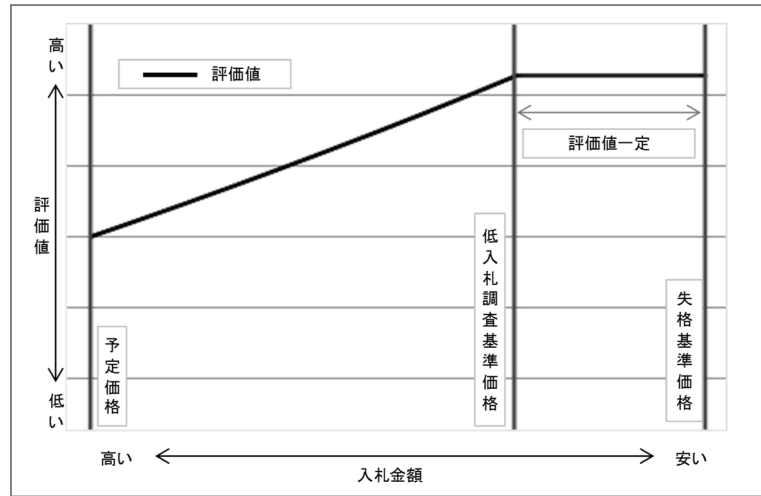 高い
評価値
評価値一定
評価値
低入札調査基準価格
失格基準価格
予定価格
低い
高い
安い
入札金額